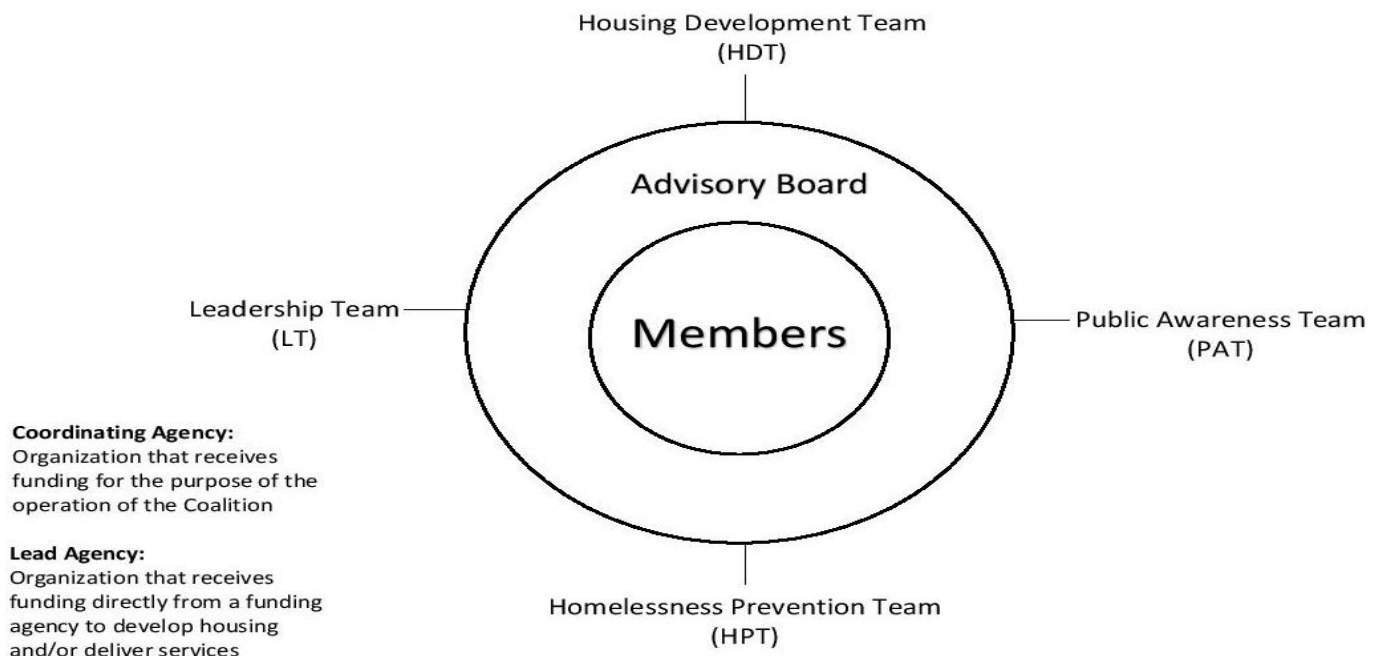 Housing Development Team
(HDT)
Advisory Board
Members
Leadership Team
(LT)
Public Awareness Team
(PAT)
Coordinating Agency:
Organization that receives
funding for the purpose of the
operation of the Coalition
Lead Agency:
Organization that receives
funding directly from a funding
agency to develop housing
and/or deliver services
Homelessness Prevention Team
(HPT)